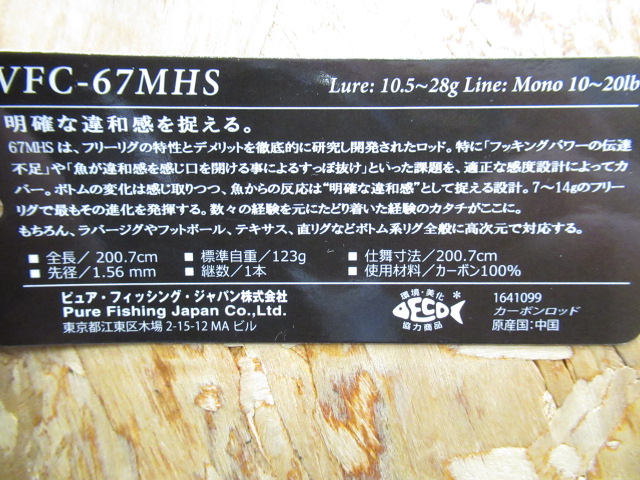 VFC-67MHS Lure: 10.5~28g Line: Mono 10~20lb
明確な違和感を捉える。
67MHS は、フリーリグの特性とデメリットを徹底的に研究し開発されたロッド。特に「フッキングパワーの伝達
不足」や「魚が違和感を感じ口を開ける事によるすっぽ抜け」といった課題を、適正な感度設計によってカ
バー。ボトムの変化は感じ取りつつ、魚からの反応は“明確な違和感”として捉える設計。7〜14gのフリー
リグで最もその進化を発揮する。数々の経験を元にたどり着いた経験のカタチがここに。
もちろん、ラバージグやフットボール、テキサス、直リグなどボトム系リグ全般に高次元で対応する。
■ 全長／ 200.7cm ■ 標準自重／ 123g ■ 仕舞寸法／ 200.7cm
■ 先径／ 1.56 mm ■ 継数／ 1本 ■ 使用材料／カーボン100%
ピュア・フィッシング・ジャパン株式会社
Pure Fishing Japan Co.,Ltd.
東京都江東区木場 2-15-12 MA ビル
環境・美化
ECO
協力商品
1641099
カーボンロッド
原産国：中国